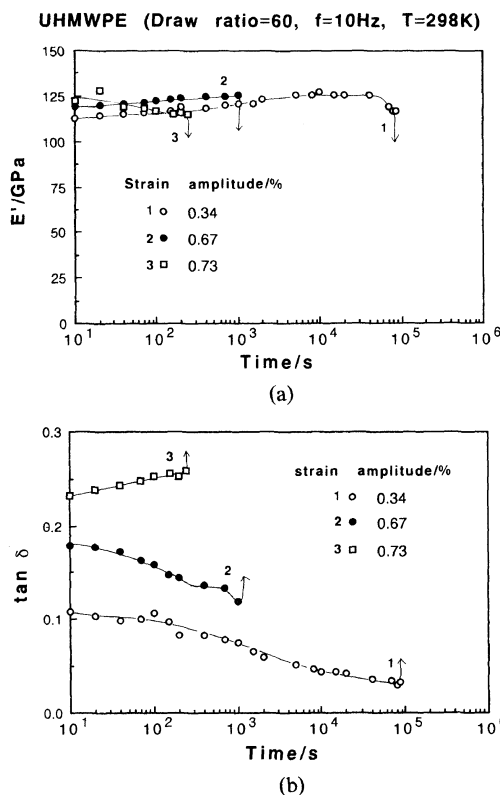 UHMWPE (Draw ratio=60, f=10Hz, T=298K)
150
125
100
75
50
25
0
E'/GPa
2
3
1
Strain amplitude/%
1 0.34
2 0.67
3 0.73
10^1 10^2 10^3 10^4 10^5 10^6
Time/s
(a)
0.3
0.2
0.1
0.0
tan δ
3
2
1
strain amplitude/%
1 0.34
2 0.67
3 0.73
10^1 10^2 10^3 10^4 10^5 10^6
Time/s
(b)